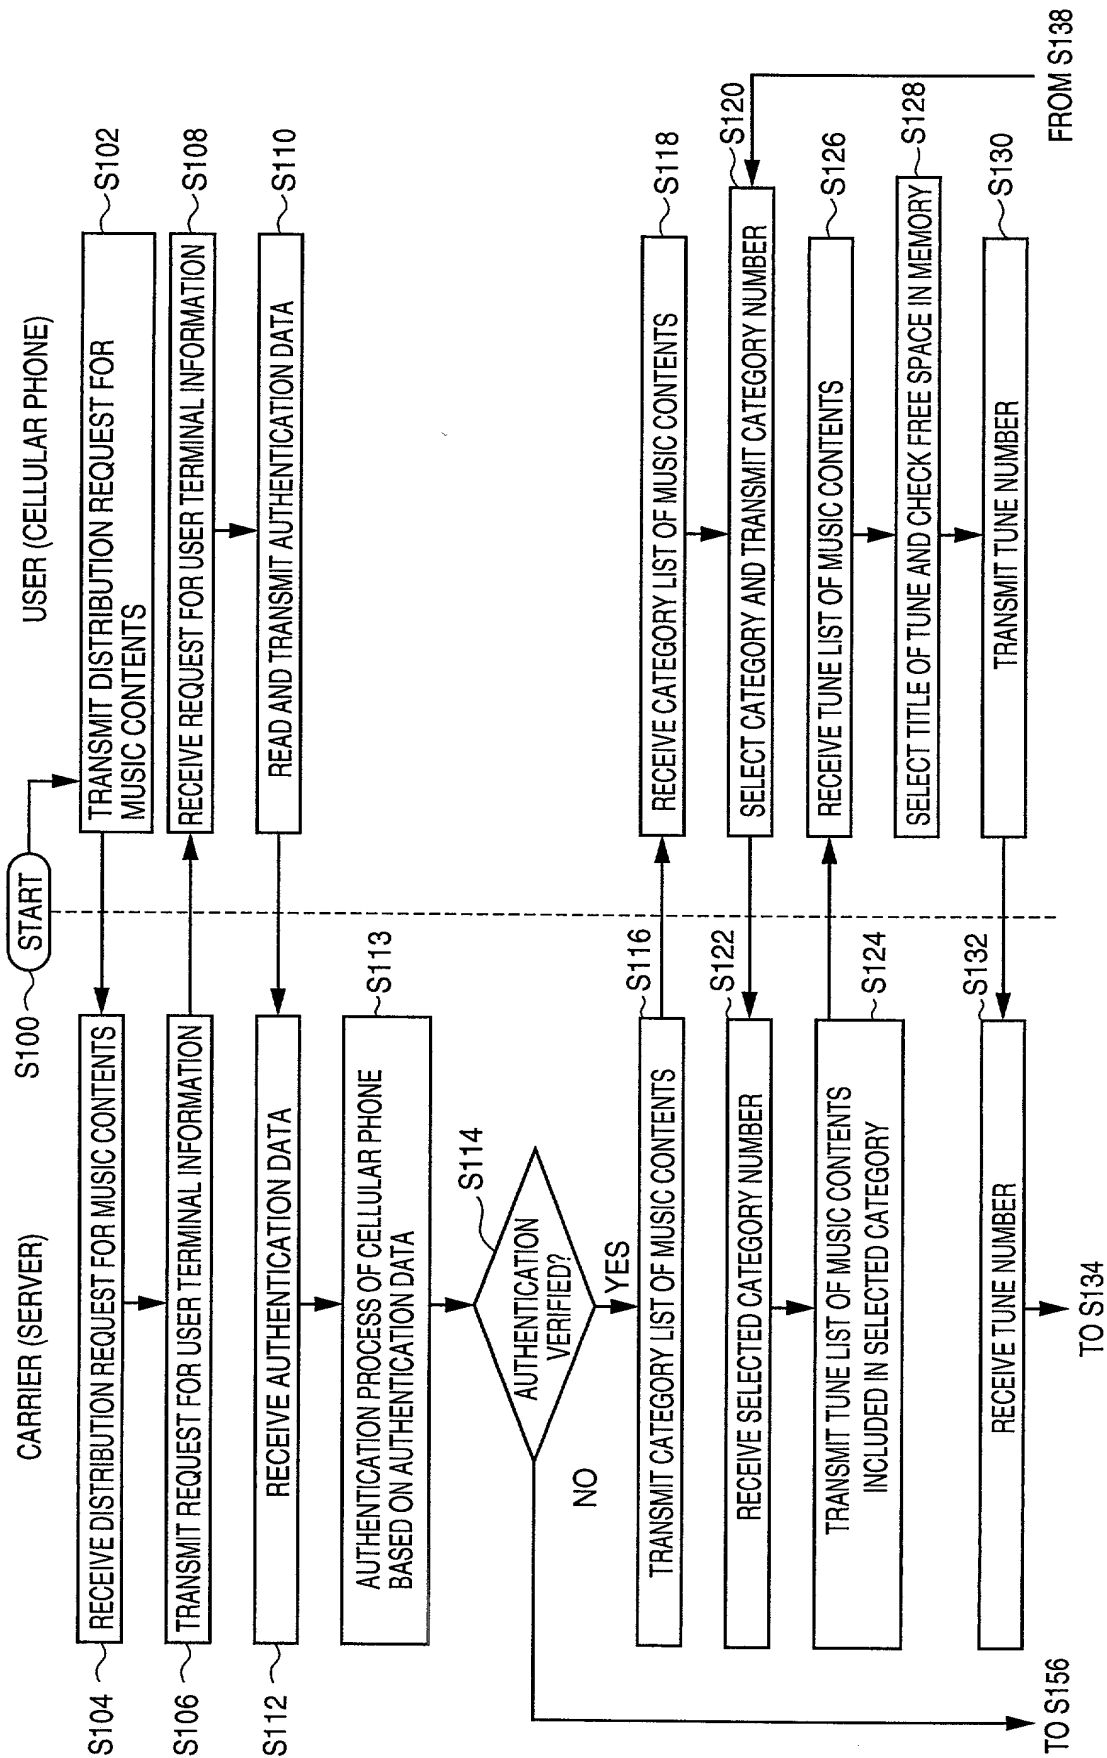 CARRIER (SERVER)
USER (CELLULAR PHONE)
S100
START
TRANSMIT DISTRIBUTION REQUEST FOR
MUSIC CONTENTS
S102
S104
RECEIVE DISTRIBUTION REQUEST FOR MUSIC CONTENTS
S106
TRANSMIT REQUEST FOR USER TERMINAL INFORMATION
RECEIVE REQUEST FOR USER TERMINAL INFORMATION
S108
READ AND TRANSMIT AUTHENTICATION DATA
S110
S112
RECEIVE AUTHENTICATION DATA
AUTHENTICATION PROCESS OF CELLULAR PHONE
BASED ON AUTHENTICATION DATA
S113
AUTHENTICATION
VERIFIED?
S114
NO
YES
TRANSMIT CATEGORY LIST OF MUSIC CONTENTS
S116
RECEIVE CATEGORY LIST OF MUSIC CONTENTS
S118
SELECT CATEGORY AND TRANSMIT CATEGORY NUMBER
S120
RECEIVE SELECTED CATEGORY NUMBER
S122
TRANSMIT TUNE LIST OF MUSIC CONTENTS
INCLUDED IN SELECTED CATEGORY
S124
RECEIVE TUNE LIST OF MUSIC CONTENTS
S126
SELECT TITLE OF TUNE AND CHECK FREE SPACE IN MEMORY
S128
TRANSMIT TUNE NUMBER
S130
RECEIVE TUNE NUMBER
S132
TO S156
TO S134
FROM S138